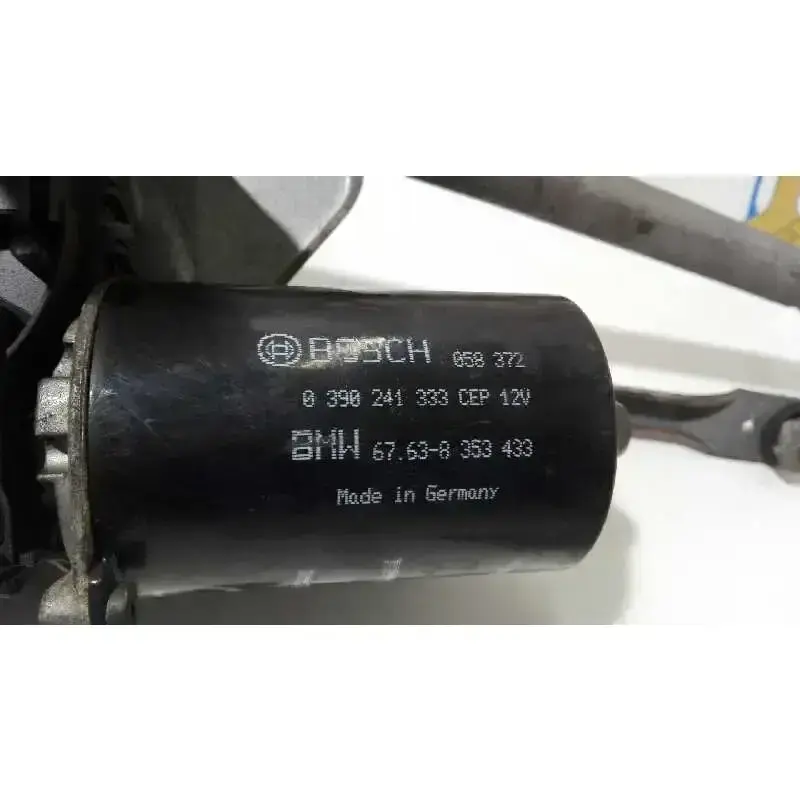 BOSCH 058 372
0 390 241 333 CEP 12V
BMW 67.63-8 353 433
Made in Germany